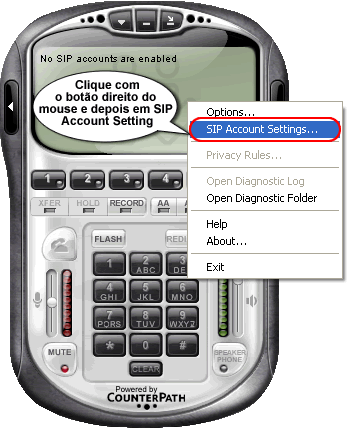 No SIP accounts are enabled
Clique com
o botão direito do
mouse e depois em SIP
Account Setting
Options...
SIP Account Settings...
Privacy Rules...
Open Diagnostic Log
Open Diagnostic Folder
Help
About...
Exit
1 2 3 4
XFER HOLD RECORD AA
FLASH
1 2 ABC 3 DEF
4 GHI 5 JKL 6 MNO
7 PQRS 8 TUV 9 WXYZ
* 0 #
MUTE
SPEAKER
PHONE
CLEAR
Powered by
COUNTERPATH